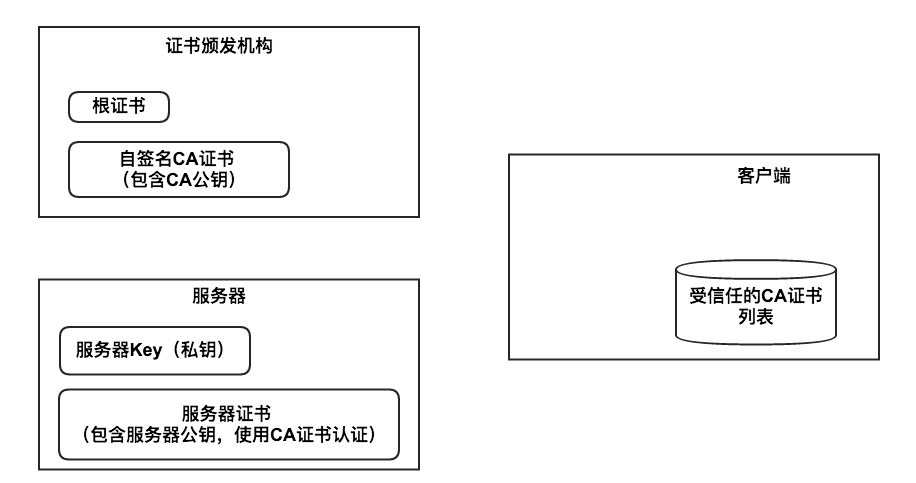 证书颁发机构
根证书
自签名CA证书
（包含CA公钥）
服务器
服务器Key（私钥）
服务器证书
（包含服务器公钥，使用CA证书认证）
客户端
受信任的CA证书
列表